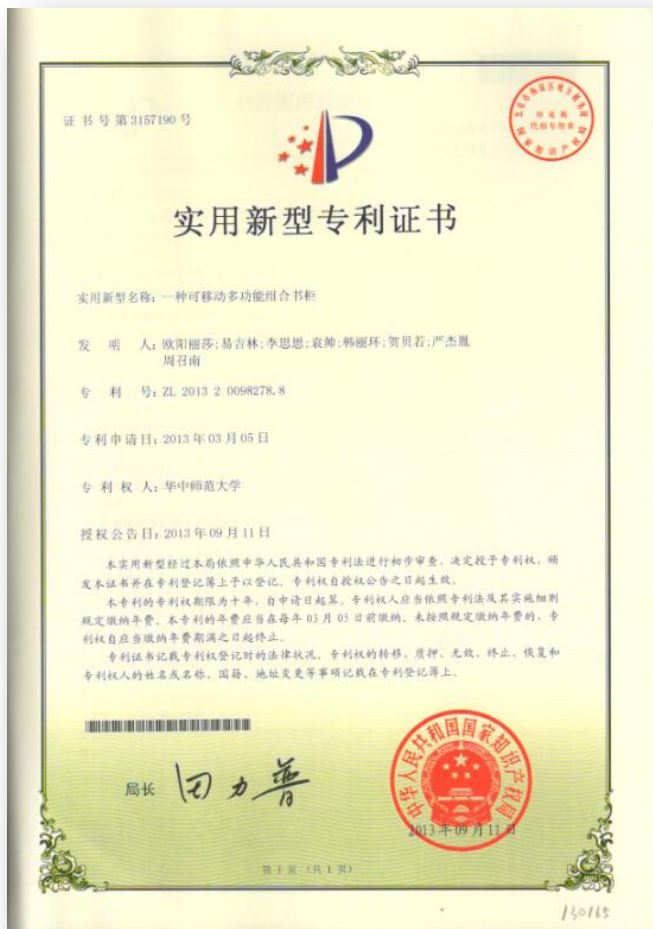 证书号第3157190号
印花税
代扣专用章
国家知识产权局
实用新型专利证书
实用新型名称：一种可移动多功能组合书柜
发明人：欧阳丽莎；易吉林；李思思；袁帅；韩丽环；贺贝若；严杰胤
周召南
专利号：ZL 2013 2 0098278.8
专利申请日：2013年03月05日
专利权人：华中师范大学
授权公告日：2013年09月11日
本实用新型经过本局依照中华人民共和国专利法进行初步审查，决定授予专利权，颁
发本证书并在专利登记簿上予以登记。专利权自授权公告之日起生效。
本专利的专利权期限为十年，自申请日起算。专利权人应当依照专利法及其实施细则
规定缴纳年费。本专利的年费应当在每年03月05日前缴纳。未按照规定缴纳年费的，专
利权自应当缴纳年费期满之日起终止。
专利证书记载专利权登记时的法律状况。专利权的转移、质押、无效、终止、恢复和
专利权人的姓名或名称、国籍、地址变更等事项记载在专利登记簿上。
局长 田力普
中华人民共和国国家知识产权局
2013年09月11日
第1页（共1页）
130165